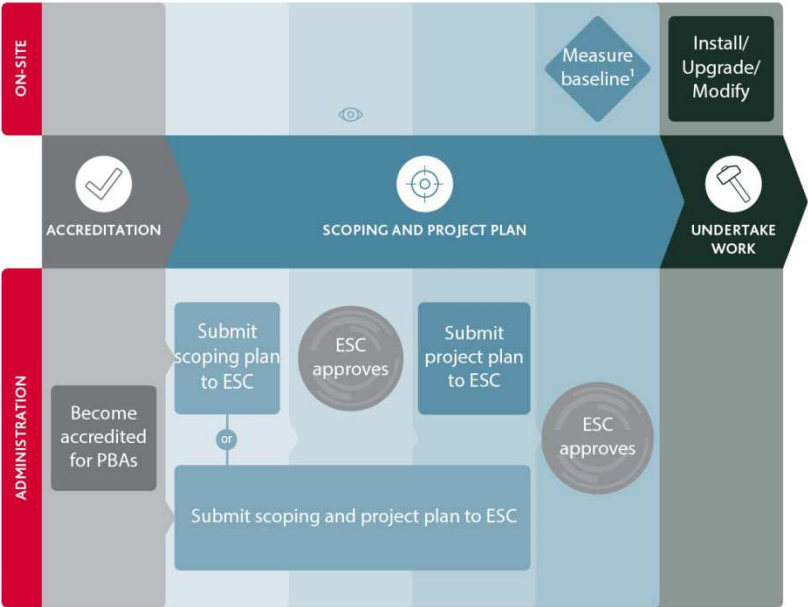 ON-SITE
Measure
baseline¹
Install/
Upgrade/
Modify
ACCREDITATION
SCOPING AND PROJECT PLAN
UNDERTAKE
WORK
ADMINISTRATION
Become
accredited
for PBAs
Submit
scoping plan
to ESC
or
ESC
approves
Submit
project plan
to ESC
Submit scoping and project plan to ESC
ESC
approves